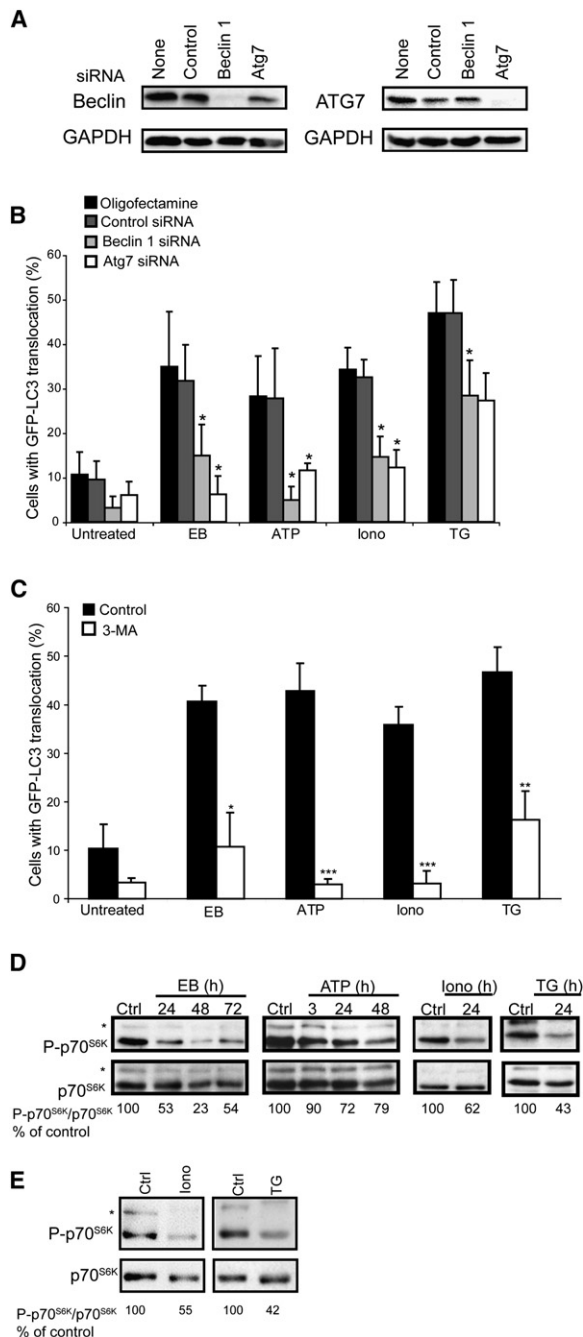 A
siRNA
None Control Beclin 1 Atg7
Beclin
GAPDH
None Control Beclin 1 Atg7
ATG7
GAPDH
B
Oligofectamine
Control siRNA
Beclin 1 siRNA
Atg7 siRNA
Cells with GFP-LC3 translocation (%)
60
50
40
30
20
10
0
* * * * * * *
Untreated EB ATP Iono TG
C
Control
3-MA
Cells with GFP-LC3 translocation (%)
60
50
40
30
20
10
0
* *** *** **
Untreated EB ATP Iono TG
D
EB (h) ATP (h) Iono (h) TG (h)
Ctrl 24 48 72 Ctrl 3 24 48 Ctrl 24 Ctrl 24
*
P-p70S6K
*
p70S6K
P-p70S6K/p70S6K 100 53 23 54 100 90 72 79 100 62 100 43
% of control
E
Ctrl Iono Ctrl TG
*
P-p70S6K
p70S6K
P-p70S6K/p70S6K 100 55 100 42
% of control